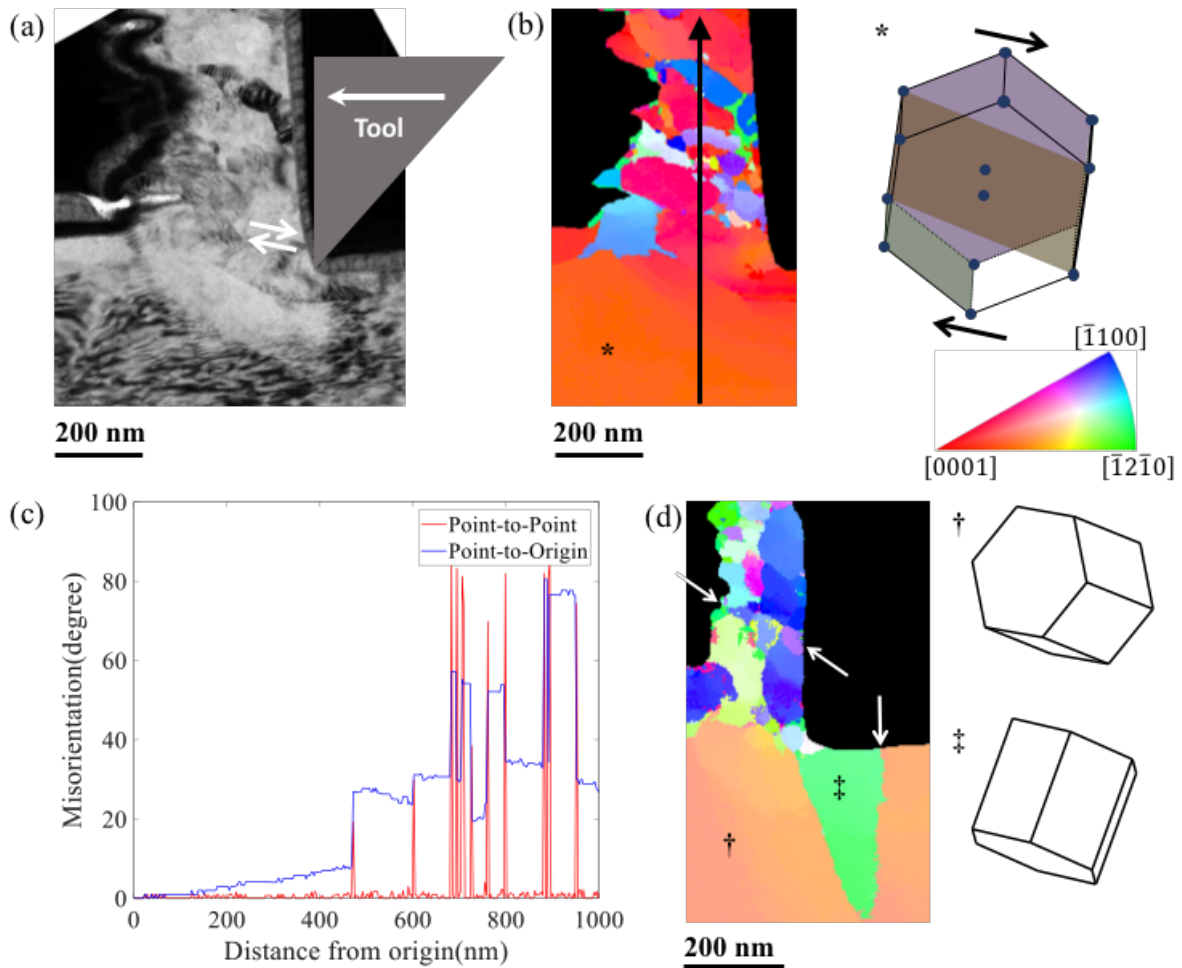 (a)
Tool
200 nm
(b)
*
200 nm
*
[1̅100]
[0001]
[1̅21̅0]
(c)
100
80
60
40
20
0
Misorientation(degree)
Point-to-Point
Point-to-Origin
0 200 400 600 800 1000
Distance from origin(nm)
(d)
†
‡
200 nm
†
‡